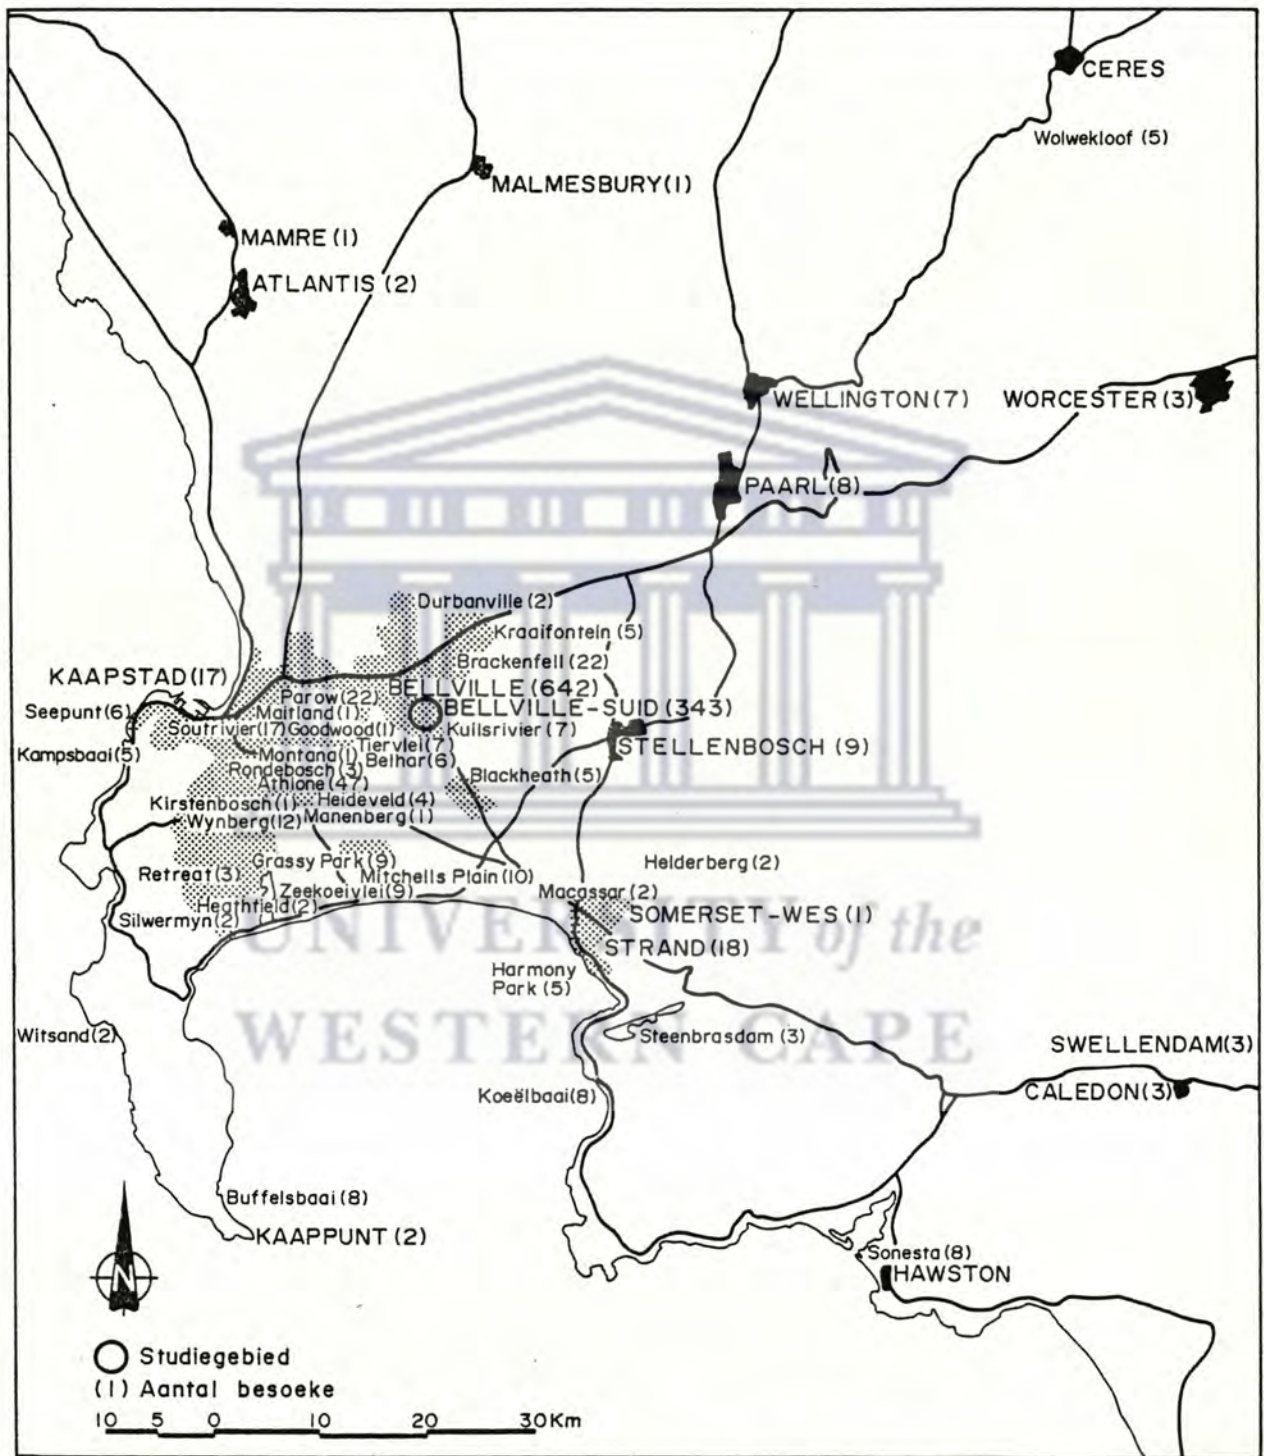 CERES
Wolwekloof (5)
MALMESBURY (1)
MAMRE (1)
ATLANTIS (2)
WELLINGTON (7)
WORCESTER (3)
PAARL (8)
Durbanville (2)
Kraaifontein (5)
Brackenfell (22)
KAAPSTAD (17)
BELLVILLE (642)
Parow (22)
BELLVILLE-SUID (343)
Seepunt (6)
Maitland (1)
Soutrivier (17) Goodwood (1)
Kuilsrivier (7)
Tiervlei (7)
STELLENBOSCH (9)
Kampsbaai (5)
Montana (1)
Belhar (6)
Rondebosch (3)
Blackheath (5)
Athlone (47)
Kirstenbosch (1)
Heideveld (4)
Wynberg (12)
Manenberg (1)
Grassy Park (9)
Helderberg (2)
Retreat (3)
Mitchells Plain (10)
Zeekoeivlei (9)
Macassar (2)
Heathfield (2)
Silwermyn (2)
SOMERSET-WES (1)
UNIVERSITY of the
STRAND (18)
Harmony
Park (5)
WESTERN CAPE
Witsand (2)
Steenbrasdam (3)
SWELLENDAM (3)
Koeëlbaai (8)
CALEDON (3)
Buffelsbaai (8)
KAAPPUNT (2)
Sonesta (8)
HAWSTON
N
Studiegebied
(1) Aantal besoeke
10 5 0 10 20 30 Km